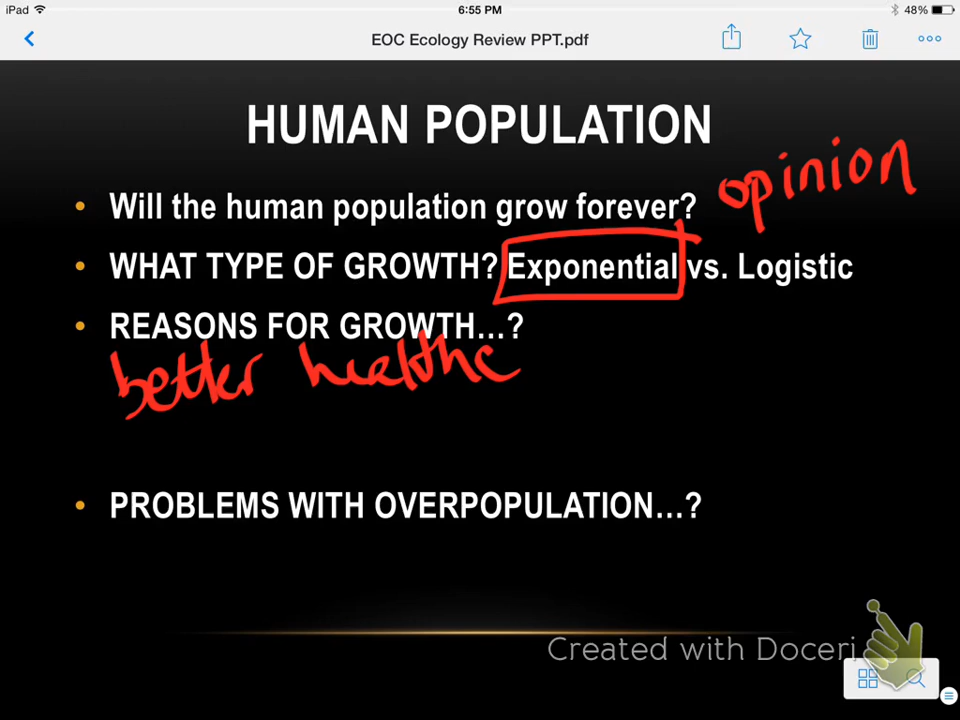 iPad 6:55 PM 48%
EOC Ecology Review PPT.pdf
HUMAN POPULATION
• Will the human population grow forever? opinion
• WHAT TYPE OF GROWTH? Exponential vs. Logistic
• REASONS FOR GROWTH...?
better healthc
• PROBLEMS WITH OVERPOPULATION...?
Created with Doceri